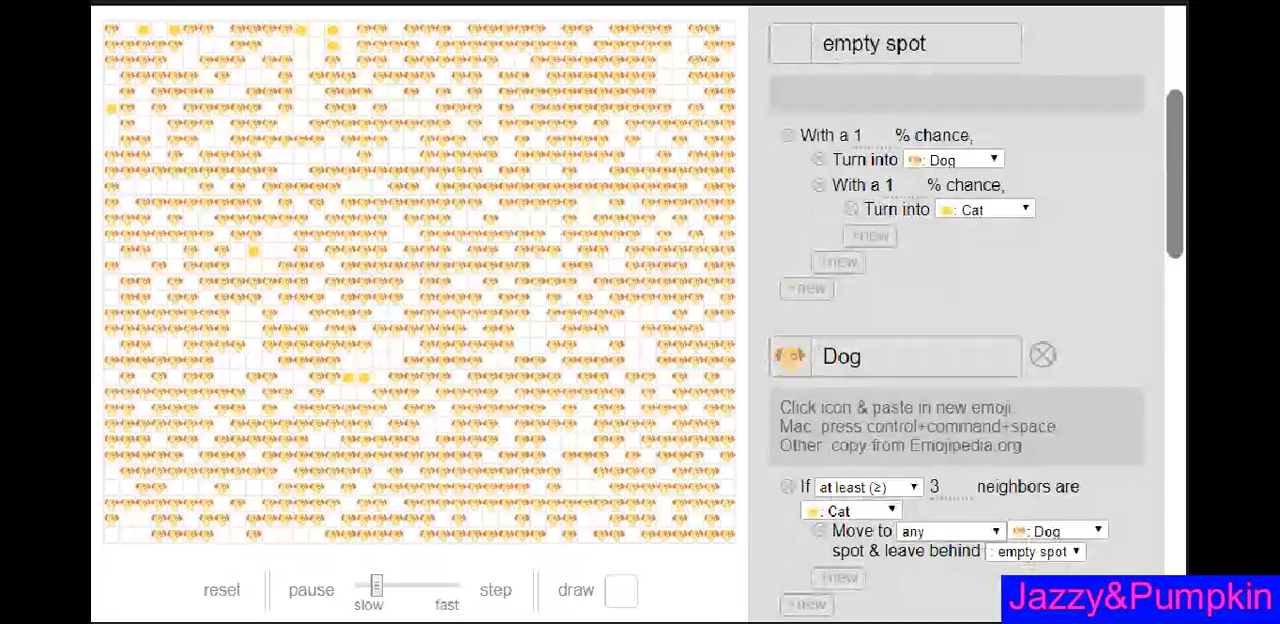 empty spot
With a 1 % chance,
Turn into : Dog
With a 1 % chance,
Turn into : Cat
+new
+new
+new
Dog
Click icon & paste in new emoji.
Mac press control+command+space
Other copy from Emojipedia.org
If at least (≥) 3 neighbors are
: Cat
Move to any : Dog
spot & leave behind : empty spot
+new
+new
reset pause slow fast step draw
Jazzy&Pumpkin